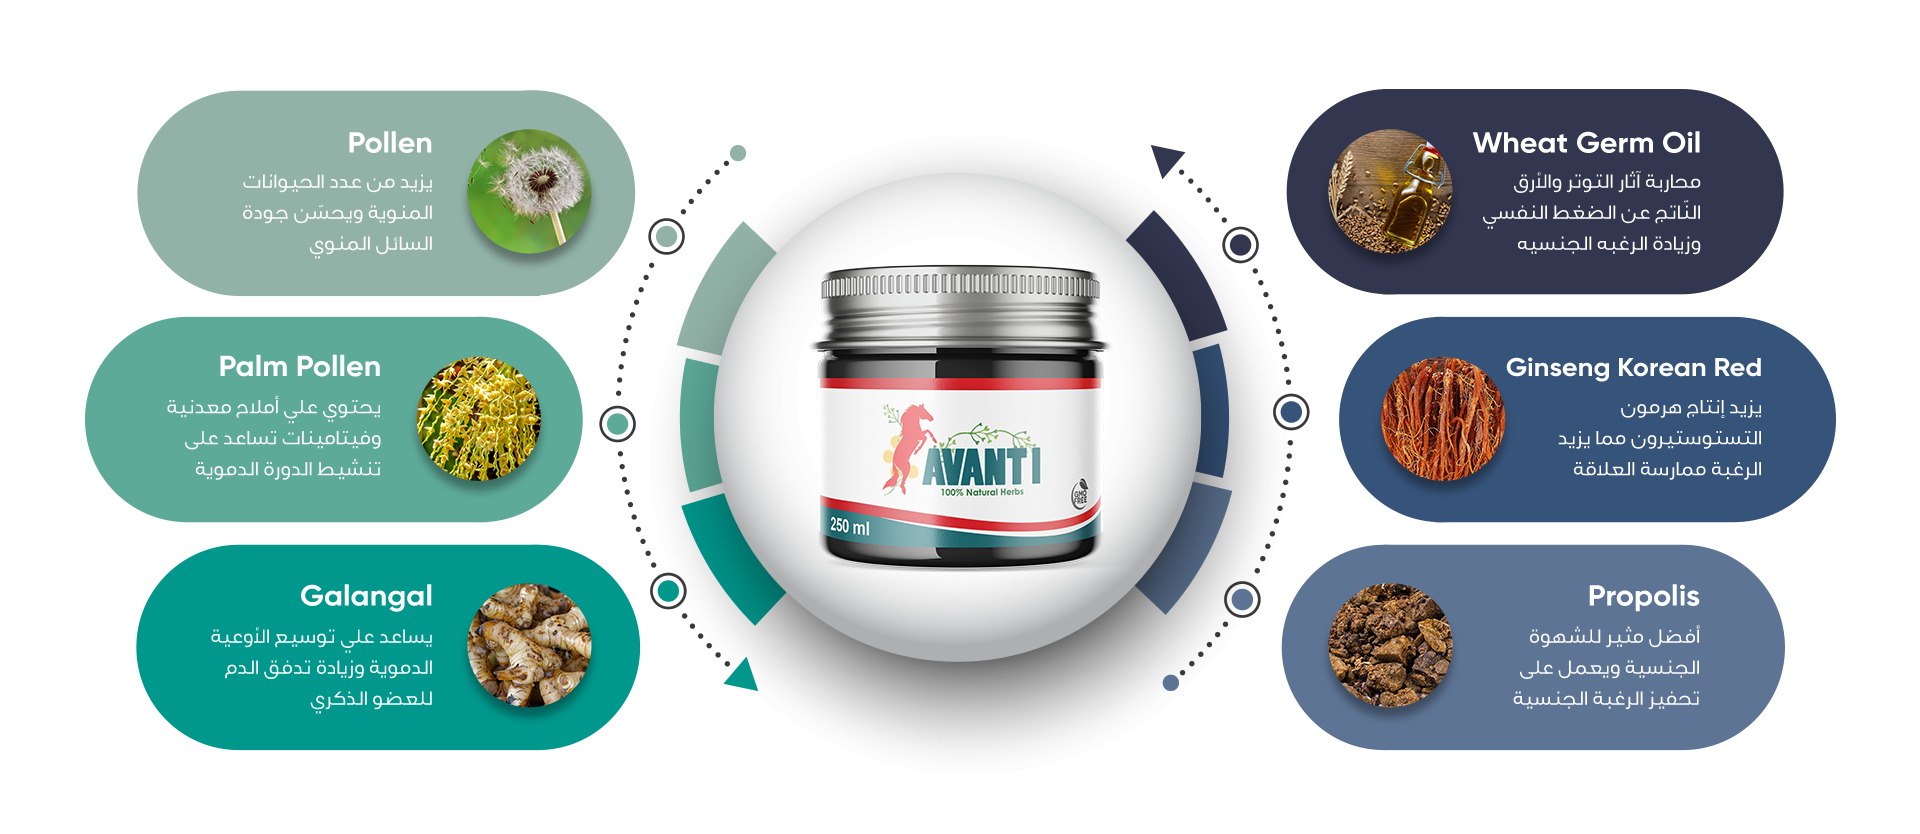 Pollen
يزيد من عدد الحيوانات
المنوية ويحسّن جودة
السائل المنوي
Palm Pollen
يحتوي علي أملاح معدنية
وفيتامينات تساعد على
تنشيط الدورة الدموية
Galangal
يساعد علي توسيع الأوعية
الدموية وزيادة تدفق الدم
للعضو الذكري
AVANTI
100% Natural Herbs
GMO
FREE
250 ml
Wheat Germ Oil
محاربة آثار التوتر والأرق
النّاتج عن الضغط النفسي
وزيادة الرغبه الجنسيه
Ginseng Korean Red
يزيد إنتاج هرمون
التستوستيرون مما يزيد
الرغبة ممارسة العلاقة
Propolis
أفضل مثير للشهوة
الجنسية ويعمل على
تحفيز الرغبة الجنسية